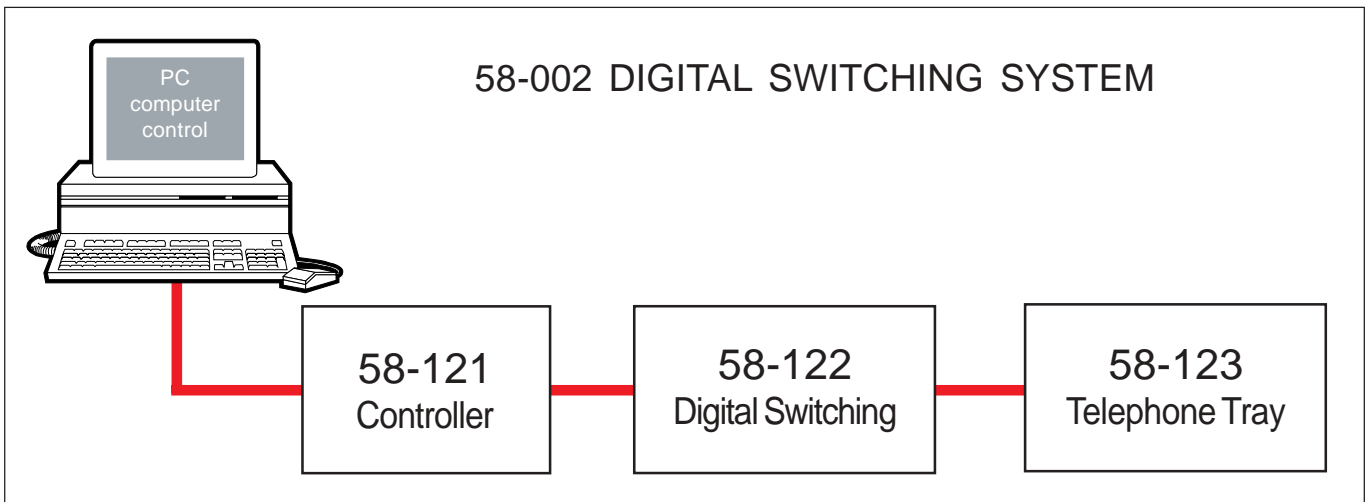 58-002 DIGITAL SWITCHING SYSTEM
PC
computer
control
58-121
Controller
58-122
Digital Switching
58-123
Telephone Tray